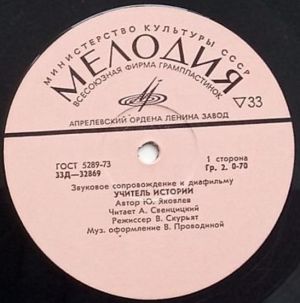 МИНИСТЕРСТВО КУЛЬТУРЫ СССР
МЕЛОДИЯ
ВСЕСОЮЗНАЯ ФИРМА ГРАМПЛАСТИНОК
▽33
АПРЕЛЕВСКИЙ ОРДЕНА ЛЕНИНА ЗАВОД
ГОСТ 5289-73
33Д—32869
1 сторона
Гр. 2. 0-70
Звуковое сопровождение к диафильму
УЧИТЕЛЬ ИСТОРИИ
Автор Ю. Яковлев
Читает А. Свенцицкий
Режиссер В. Скурьят
Муз. оформление В. Проводиной